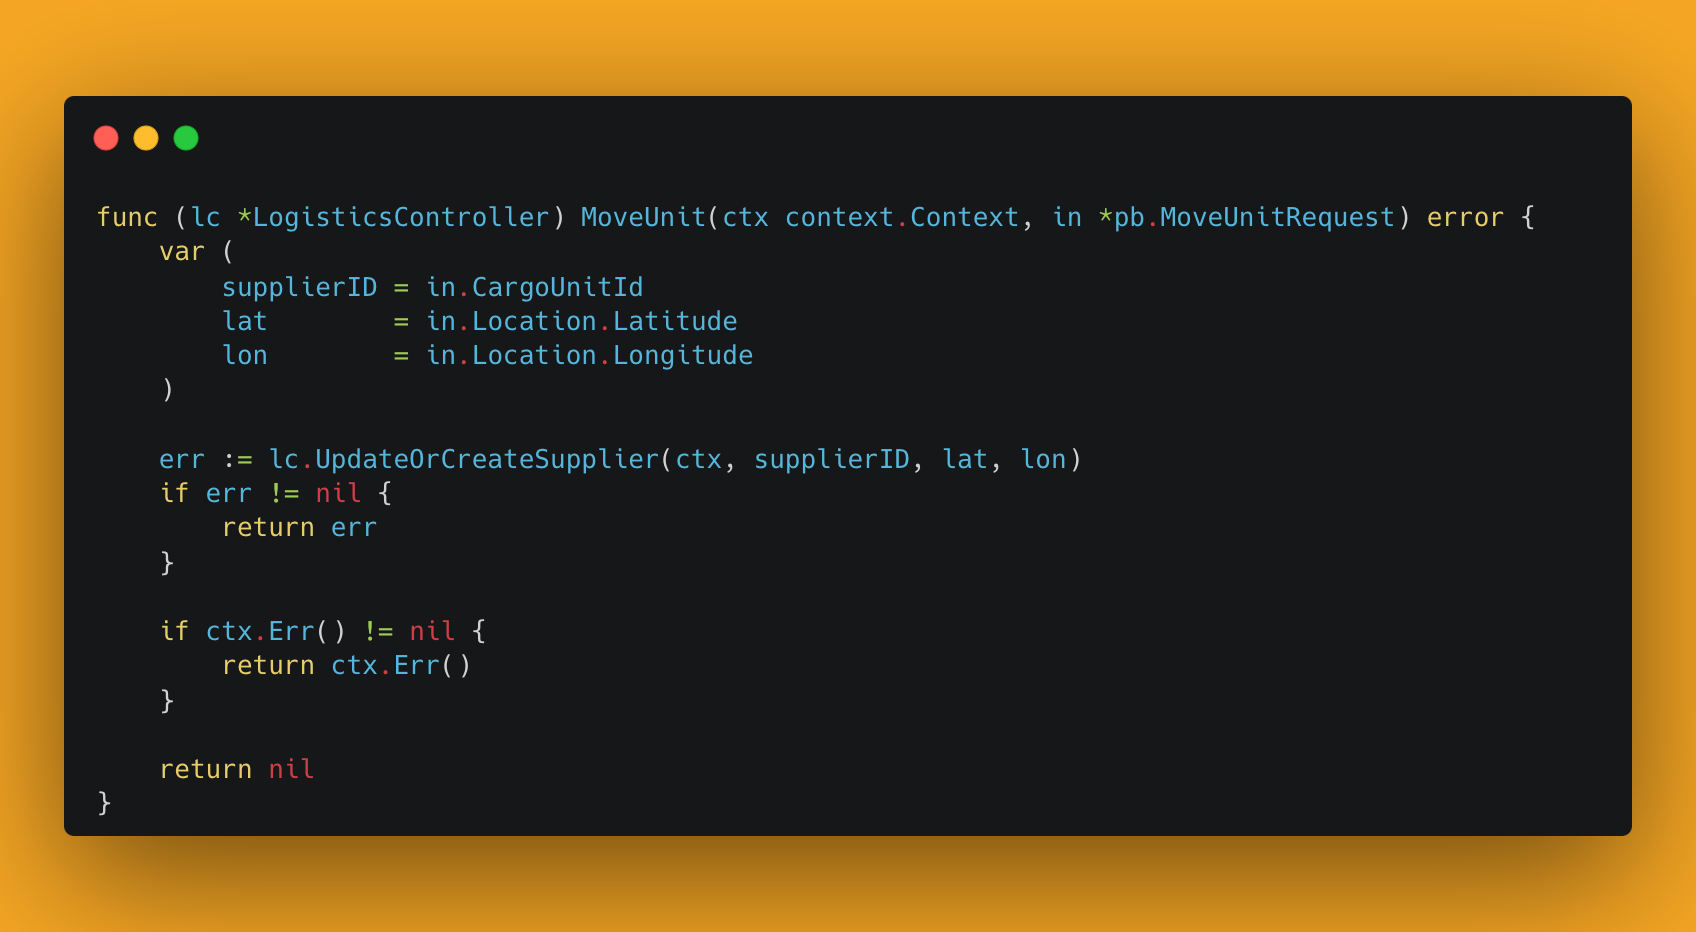 func (lc *LogisticsController) MoveUnit(ctx context.Context, in *pb.MoveUnitRequest) error {
    var (
        supplierID = in.CargoUnitId
        lat        = in.Location.Latitude
        lon        = in.Location.Longitude
    )

    err := lc.UpdateOrCreateSupplier(ctx, supplierID, lat, lon)
    if err != nil {
        return err
    }

    if ctx.Err() != nil {
        return ctx.Err()
    }

    return nil
}